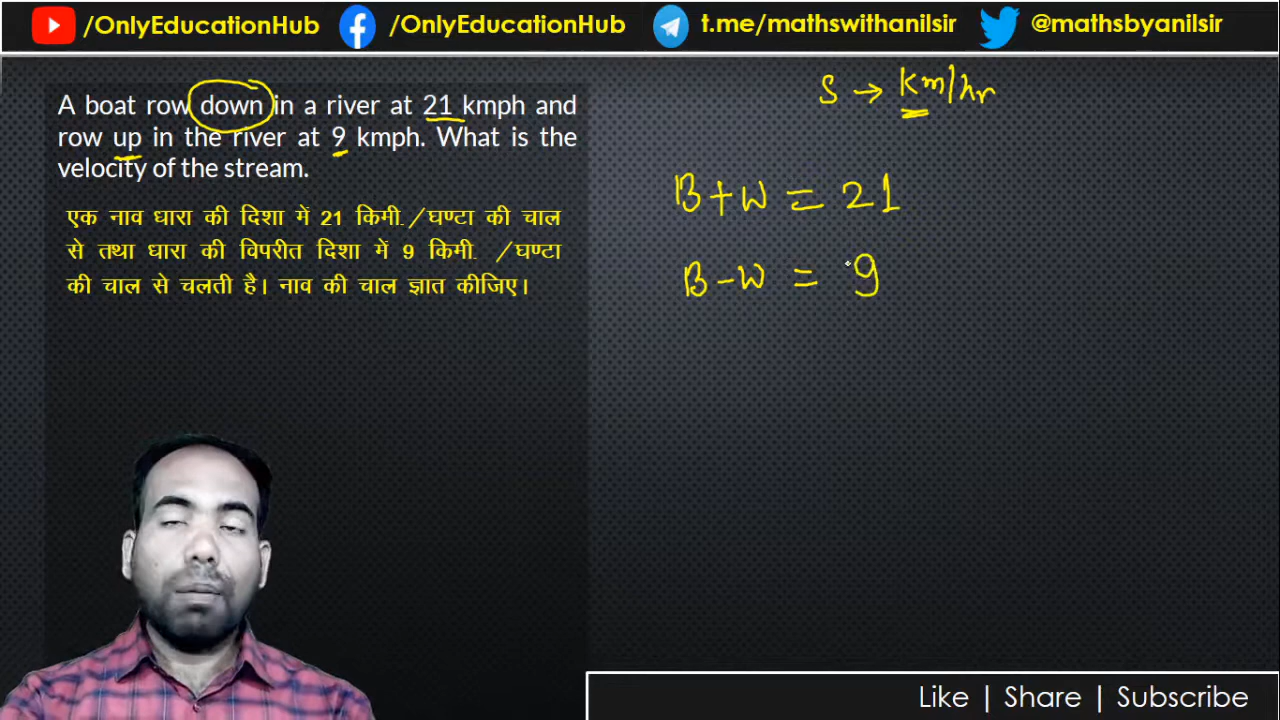 /OnlyEducationHub /OnlyEducationHub t.me/mathswithanilsir @mathsbyanilsir
A boat row down in a river at 21 kmph and
row up in the river at 9 kmph. What is the
velocity of the stream.
एक नाव धारा की दिशा में 21 किमी./घण्टा की चाल
से तथा धारा की विपरीत दिशा में 9 किमी. /घण्टा
की चाल से चलती है। नाव की चाल ज्ञात कीजिए।
S → km/hr
B+W = 21
B-W = 9
Like | Share | Subscribe